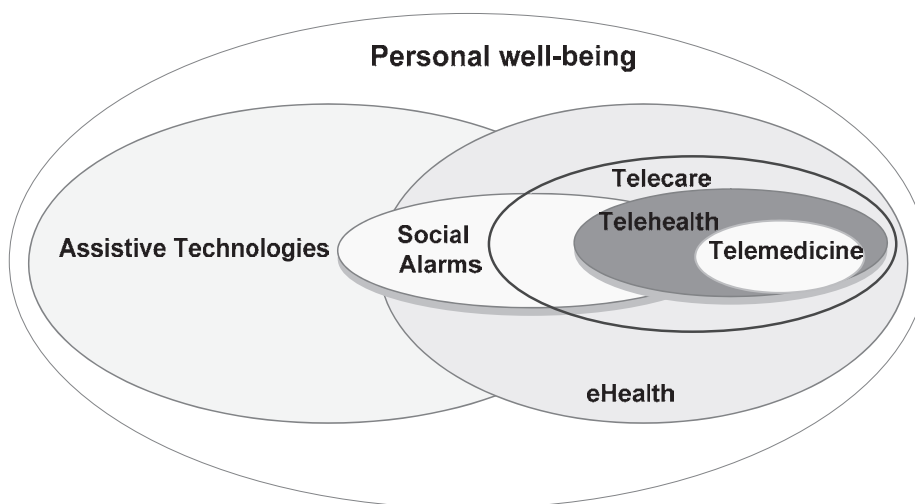 Personal well-being
Telecare
Telehealth
Assistive Technologies
Social
Alarms
Telemedicine
eHealth